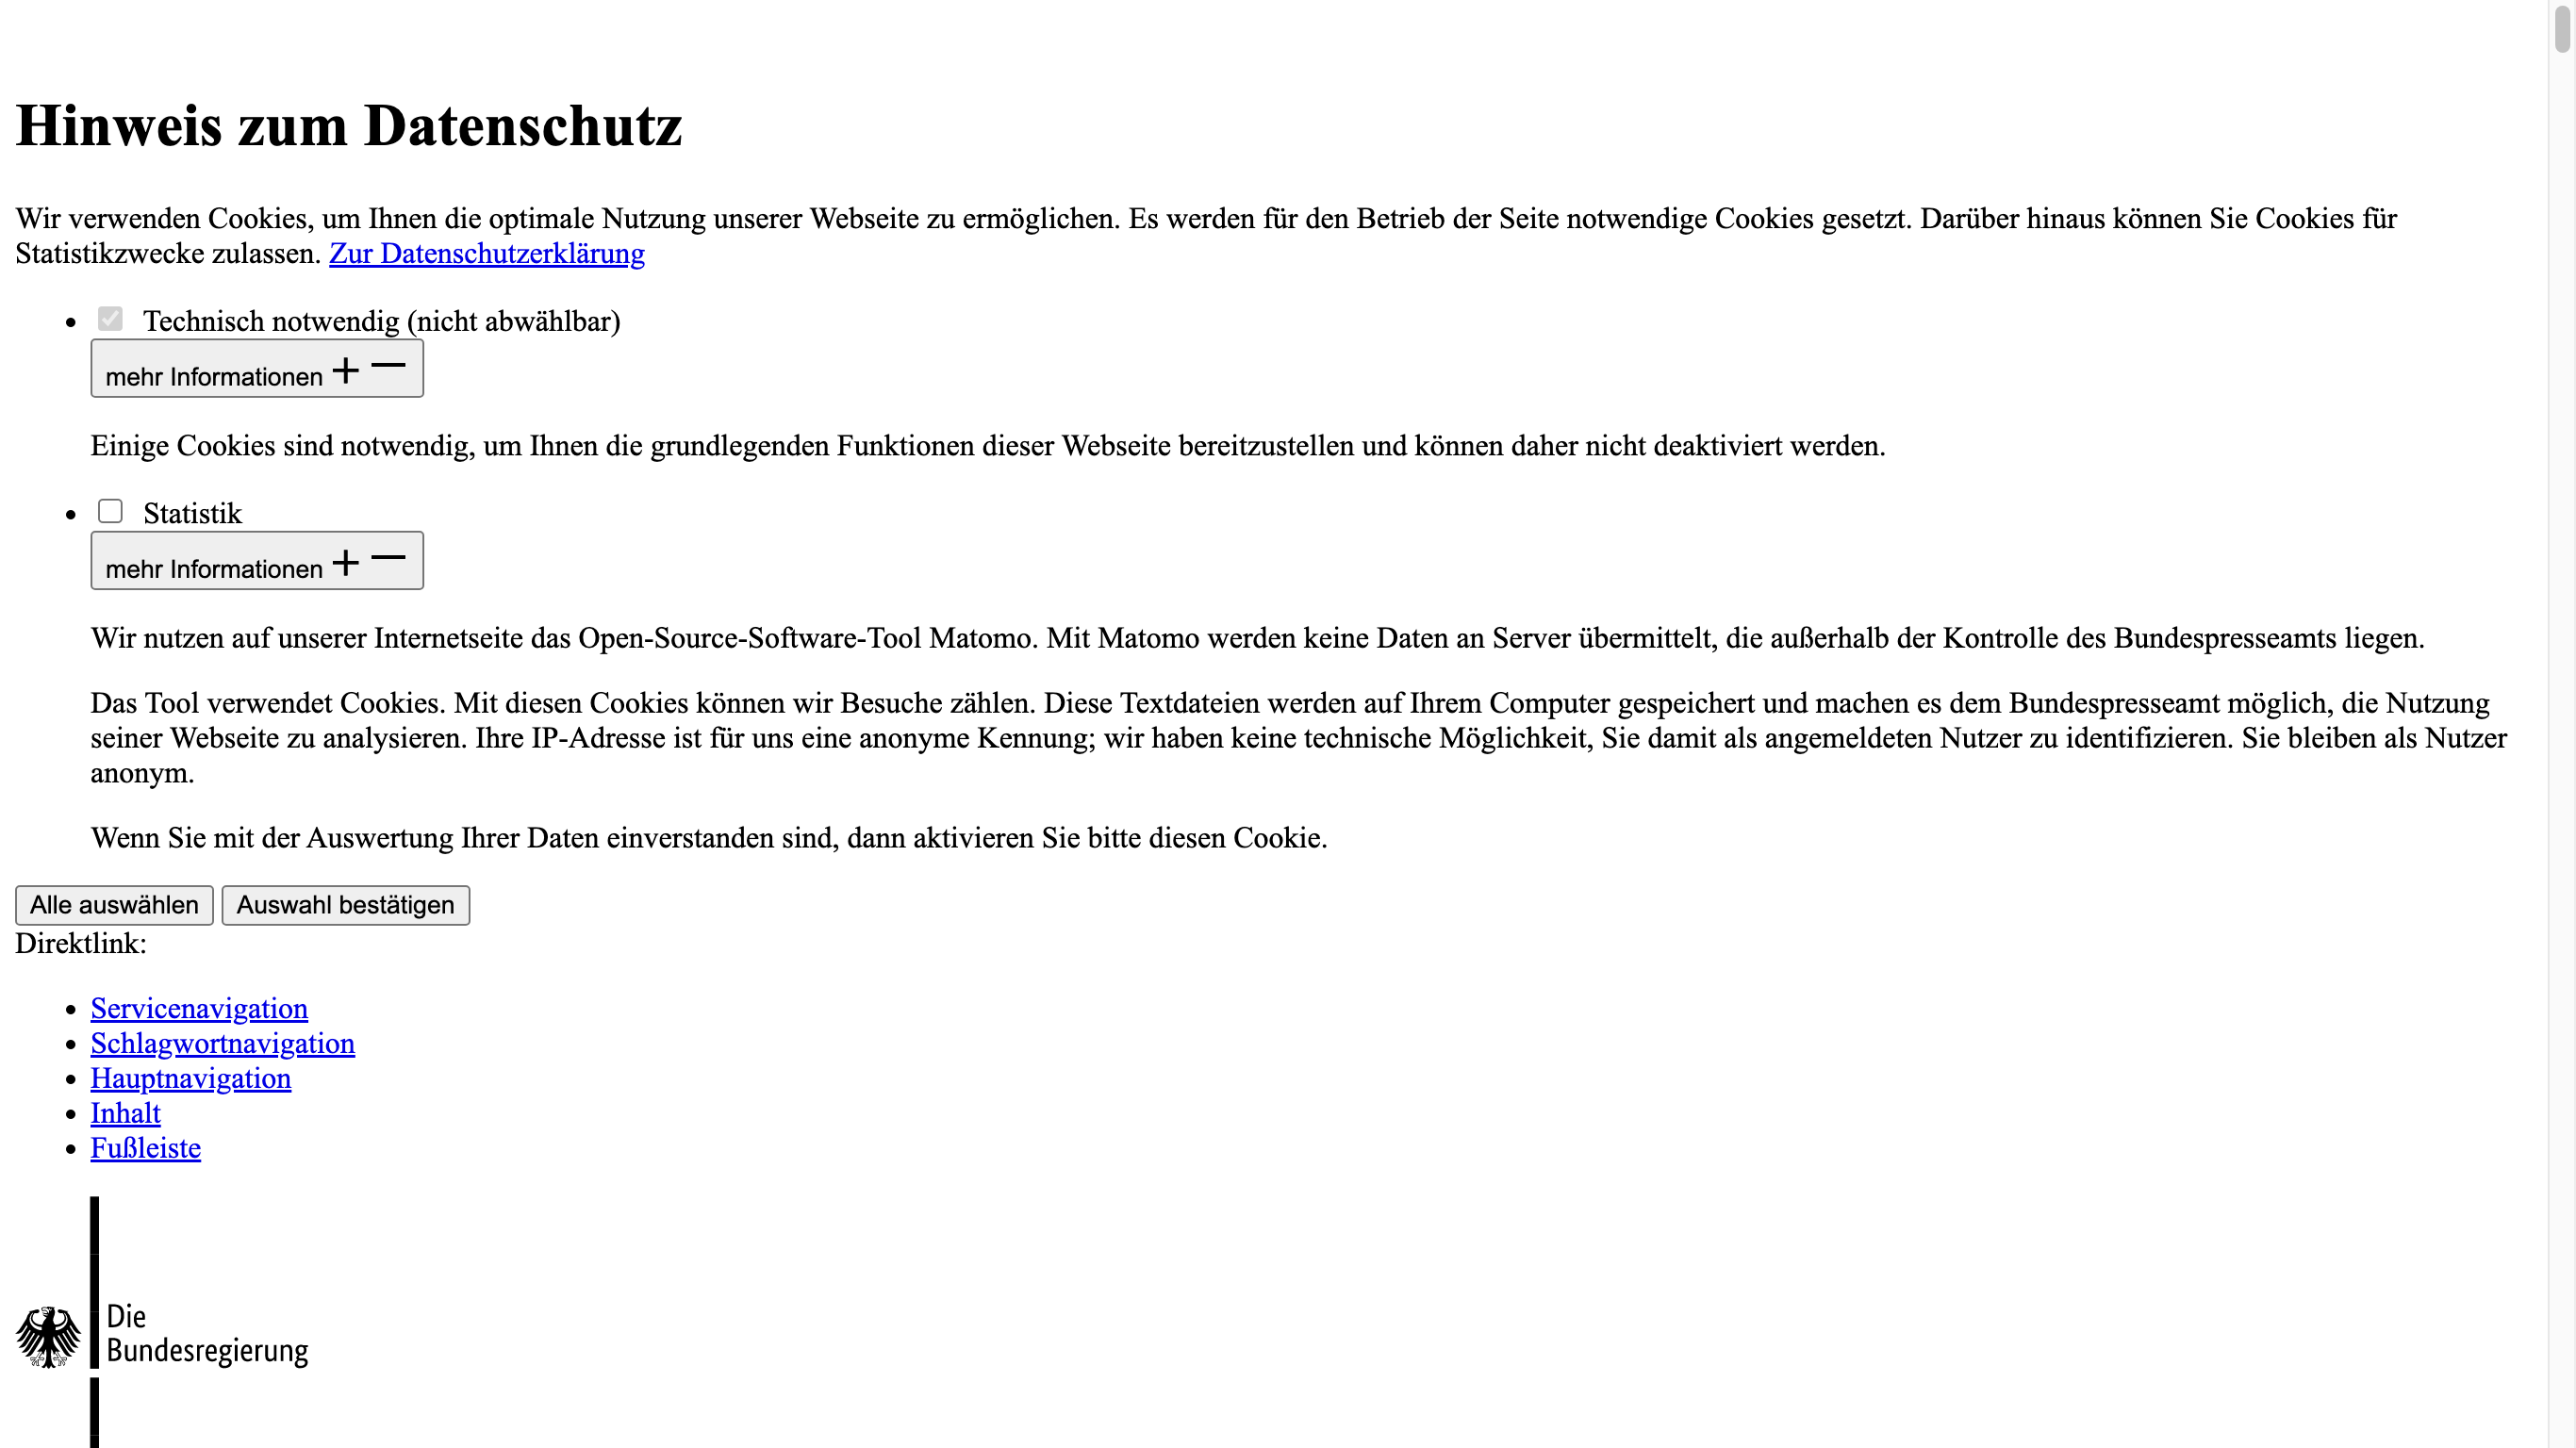 Hinweis zum Datenschutz
Wir verwenden Cookies, um Ihnen die optimale Nutzung unserer Webseite zu ermöglichen. Es werden für den Betrieb der Seite notwendige Cookies gesetzt. Darüber hinaus können Sie Cookies für
Statistikzwecke zulassen. Zur Datenschutzerklärung
Technisch notwendig (nicht abwählbar)
mehr Informationen
Einige Cookies sind notwendig, um Ihnen die grundlegenden Funktionen dieser Webseite bereitzustellen und können daher nicht deaktiviert werden.
Statistik
mehr Informationen
Wir nutzen auf unserer Internetseite das Open-Source-Software-Tool Matomo. Mit Matomo werden keine Daten an Server übermittelt, die außerhalb der Kontrolle des Bundespresseamts liegen.
Das Tool verwendet Cookies. Mit diesen Cookies können wir Besuche zählen. Diese Textdateien werden auf Ihrem Computer gespeichert und machen es dem Bundespresseamt möglich, die Nutzung
seiner Webseite zu analysieren. Ihre IP-Adresse ist für uns eine anonyme Kennung; wir haben keine technische Möglichkeit, Sie damit als angemeldeten Nutzer zu identifizieren. Sie bleiben als Nutzer
anonym.
Wenn Sie mit der Auswertung Ihrer Daten einverstanden sind, dann aktivieren Sie bitte diesen Cookie.
Alle auswählen Auswahl bestätigen
Direktlink:
Servicenavigation
Schlagwortnavigation
Hauptnavigation
Inhalt
Fußleiste
Die
Bundesregierung